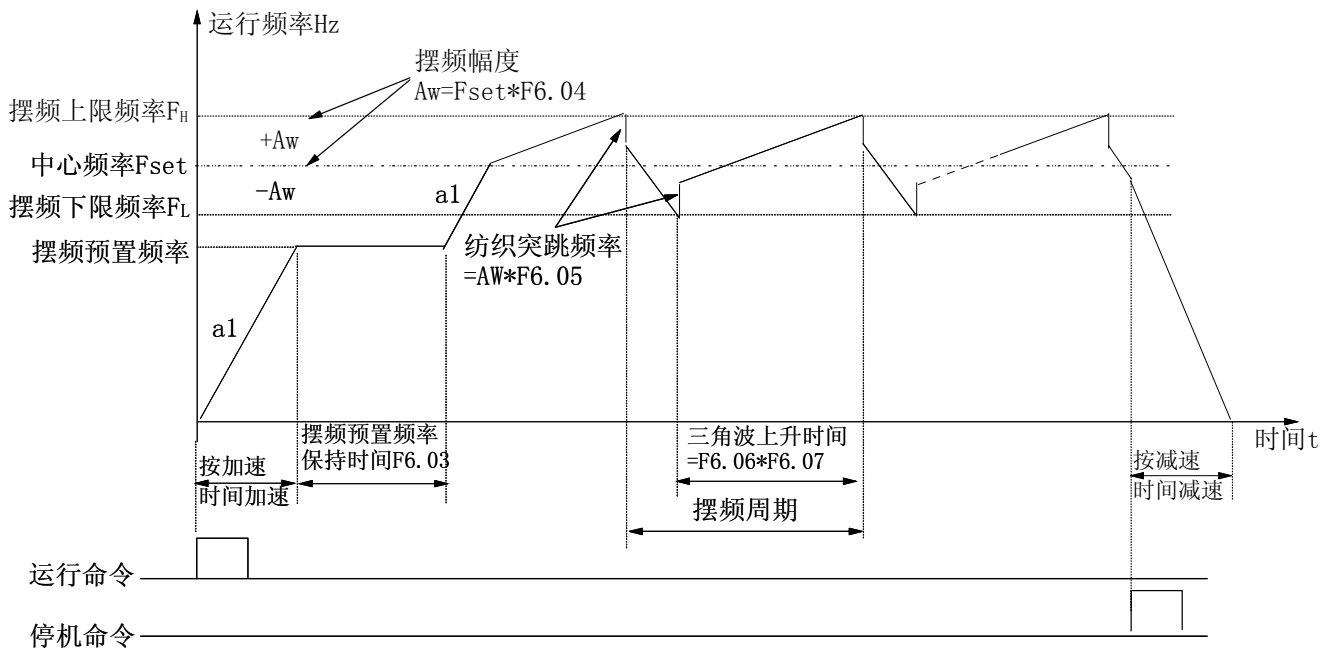 运行频率Hz
摆频幅度
Aw=Fset*F6.04
摆频上限频率FH
+Aw
中心频率Fset
-Aw
a1
摆频下限频率FL
摆频预置频率
纺织突跳频率
=AW*F6.05
a1
时间t
摆频预置频率
保持时间F6.03
三角波上升时间
=F6.06*F6.07
按加速
时间加速
按减速
时间减速
摆频周期
运行命令
停机命令